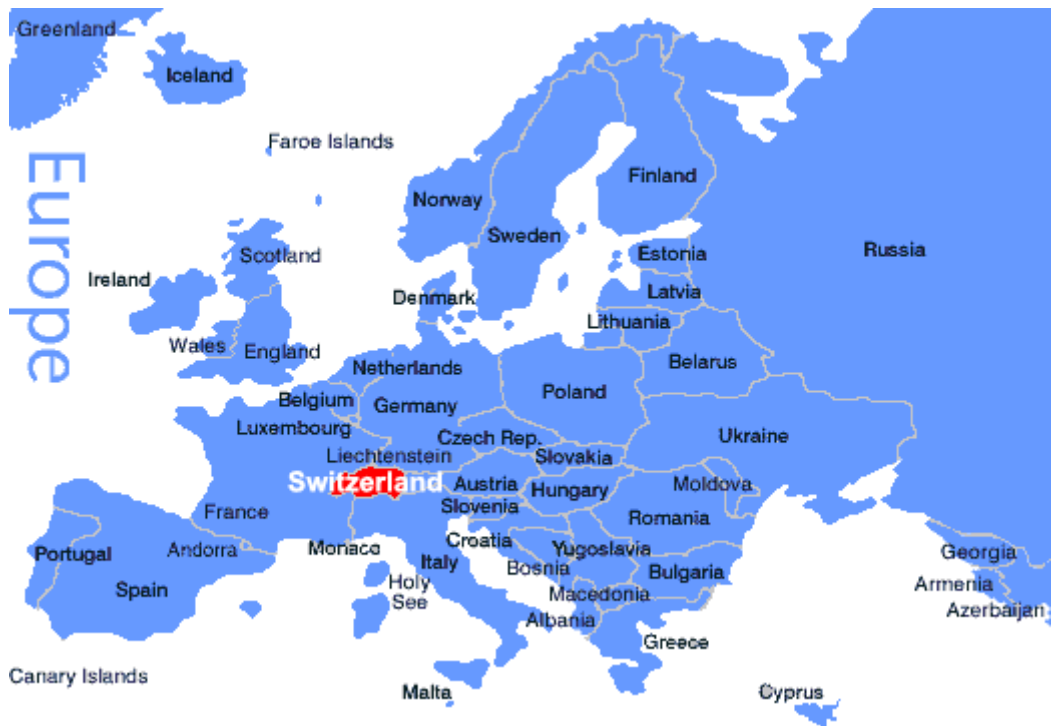 Greenland
Iceland
Faroe Islands
Europe
Norway
Finland
Sweden
Russia
Scotland
Estonia
Ireland
Latvia
Denmark
Lithuania
Wales
England
Belarus
Netherlands
Poland
Belgium
Germany
Luxembourg
Czech Rep.
Ukraine
Liechtenstein
Slovakia
Switzerland
Austria
Hungary
Moldova
Slovenia
France
Romania
Portugal
Andorra
Monaco
Croatia
Yugoslavia
Georgia
Italy
Bosnia
Bulgaria
Spain
Holy
See
Macedonia
Armenia
Azerbaijan
Albania
Greece
Canary Islands
Malta
Cyprus